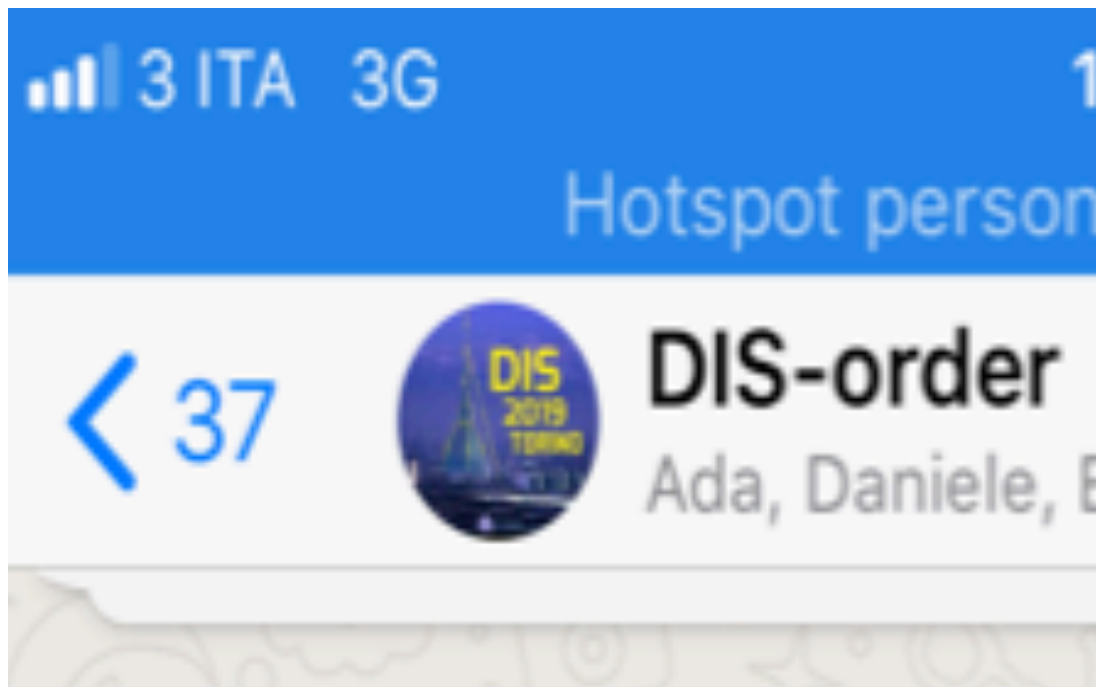 3 ITA 3G
Hotspot person
37
DIS
2019
TORINO
DIS-order
Ada, Daniele,